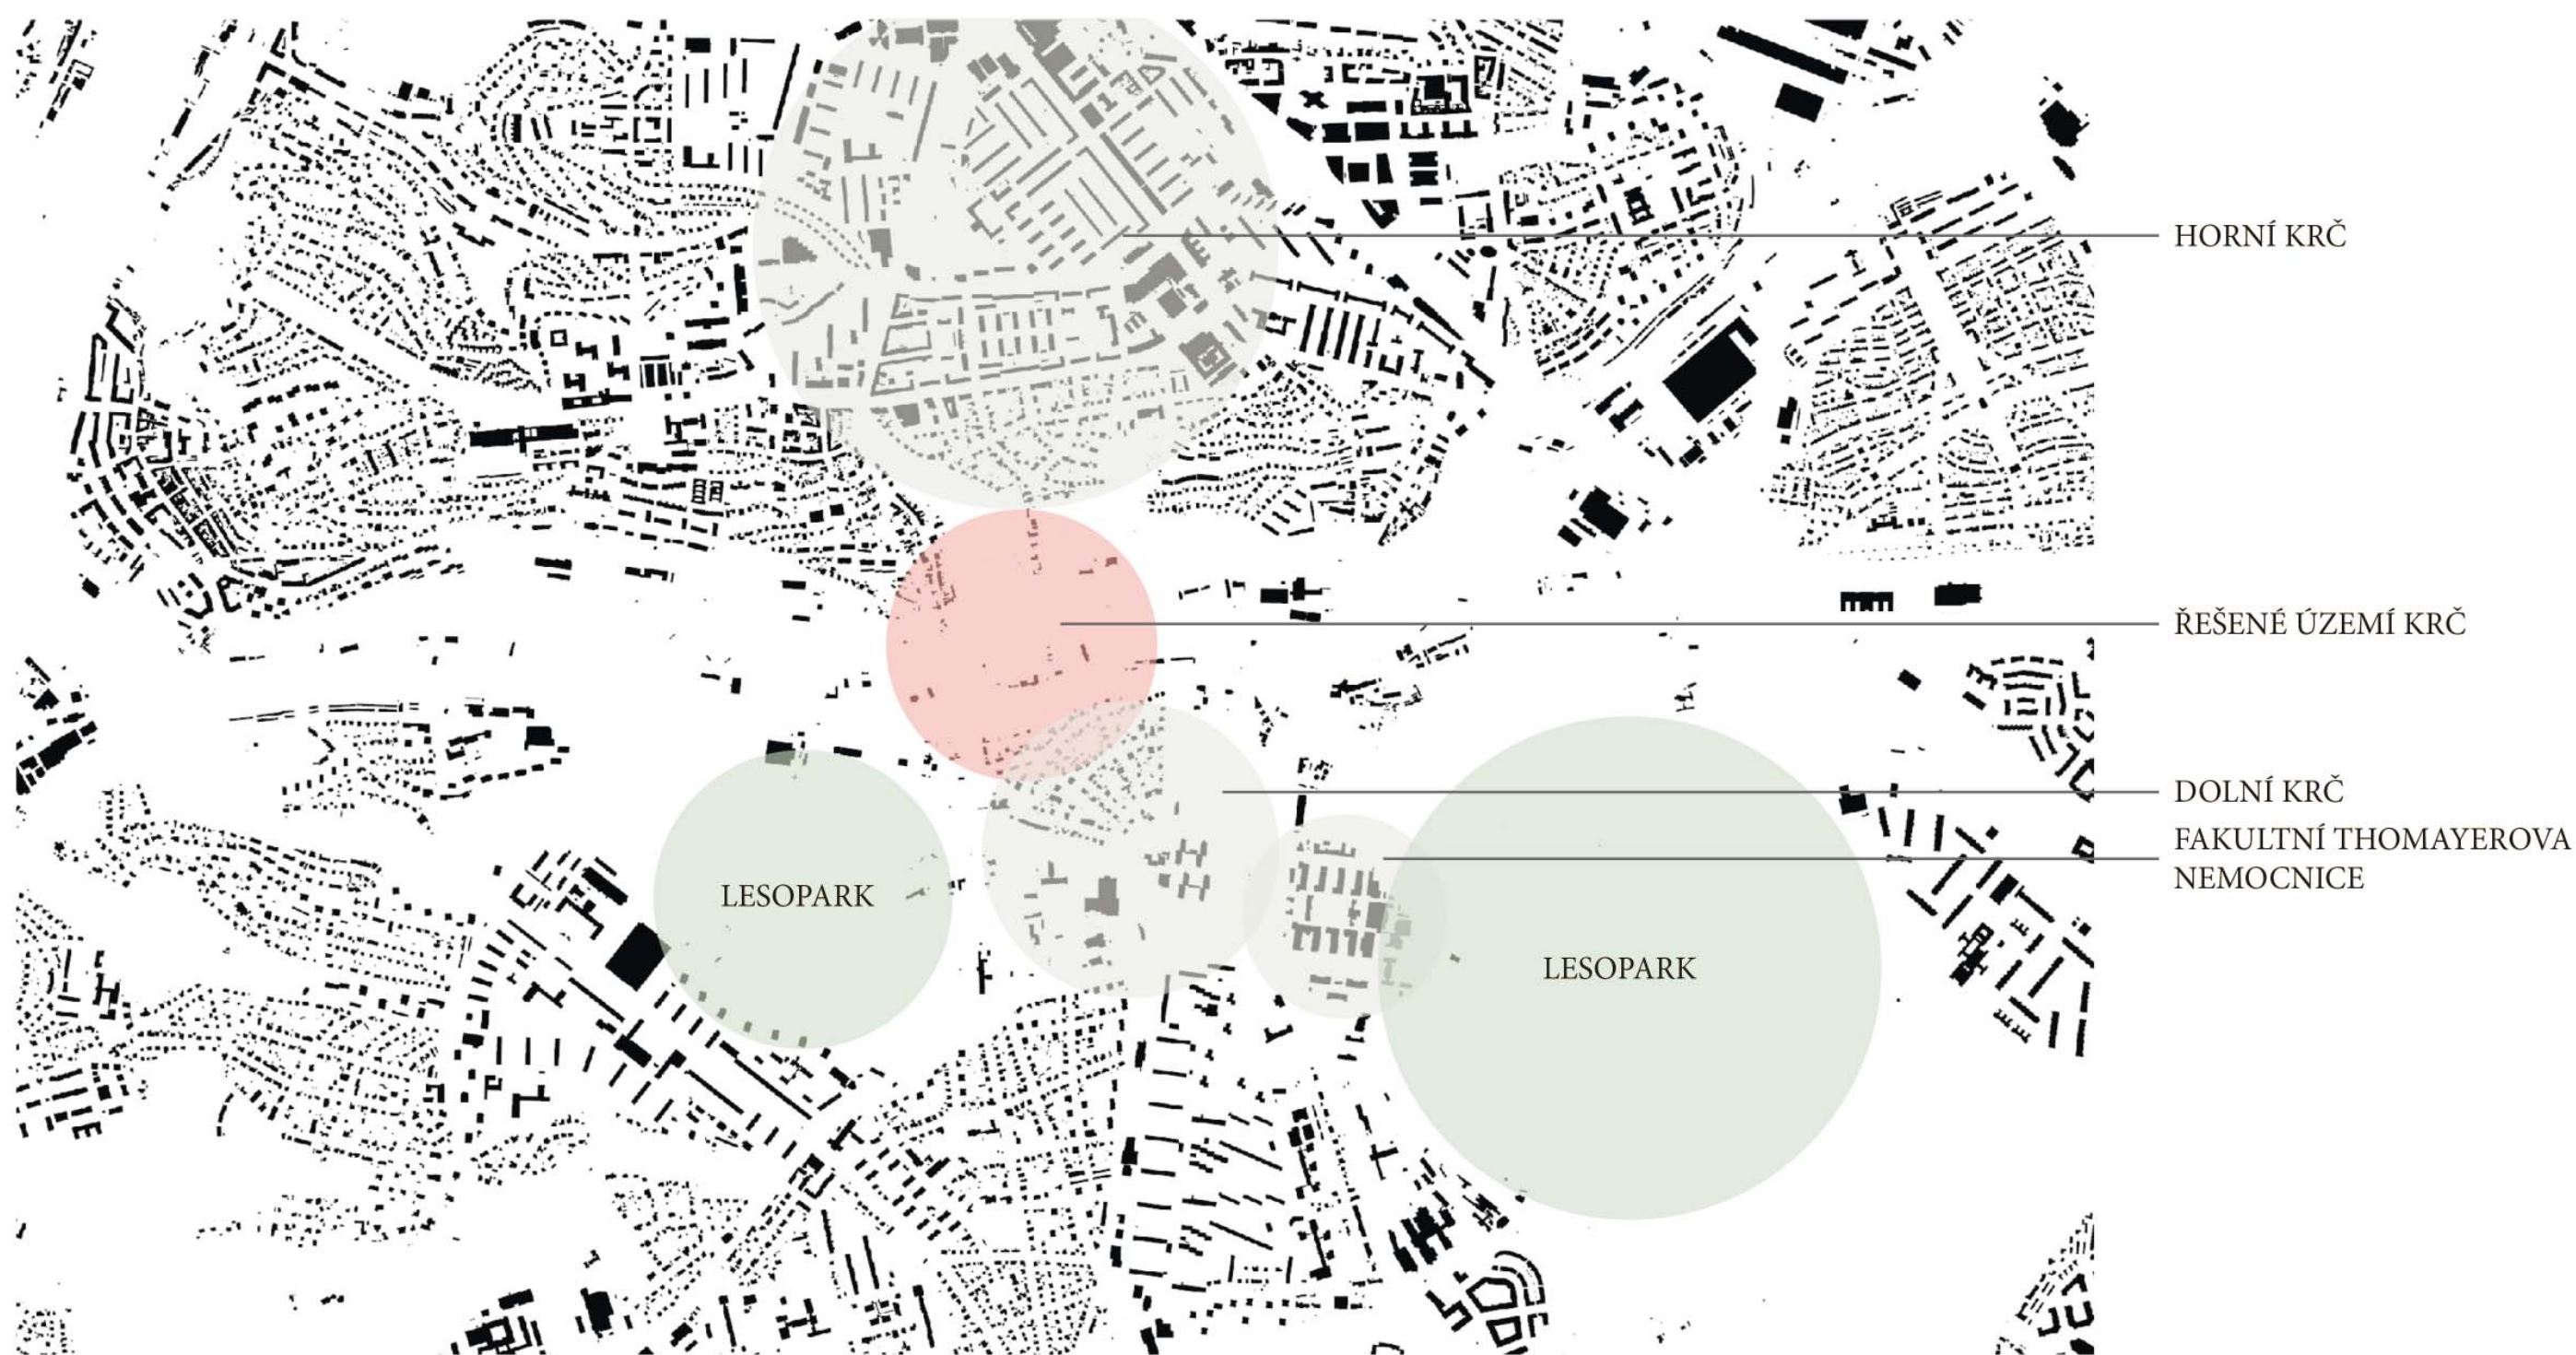 HORNÍ KRČ
ŘEŠENÉ ÚZEMÍ KRČ
DOLNÍ KRČ
FAKULTNÍ THOMAYEROVA
NEMOCNICE
LESOPARK
LESOPARK